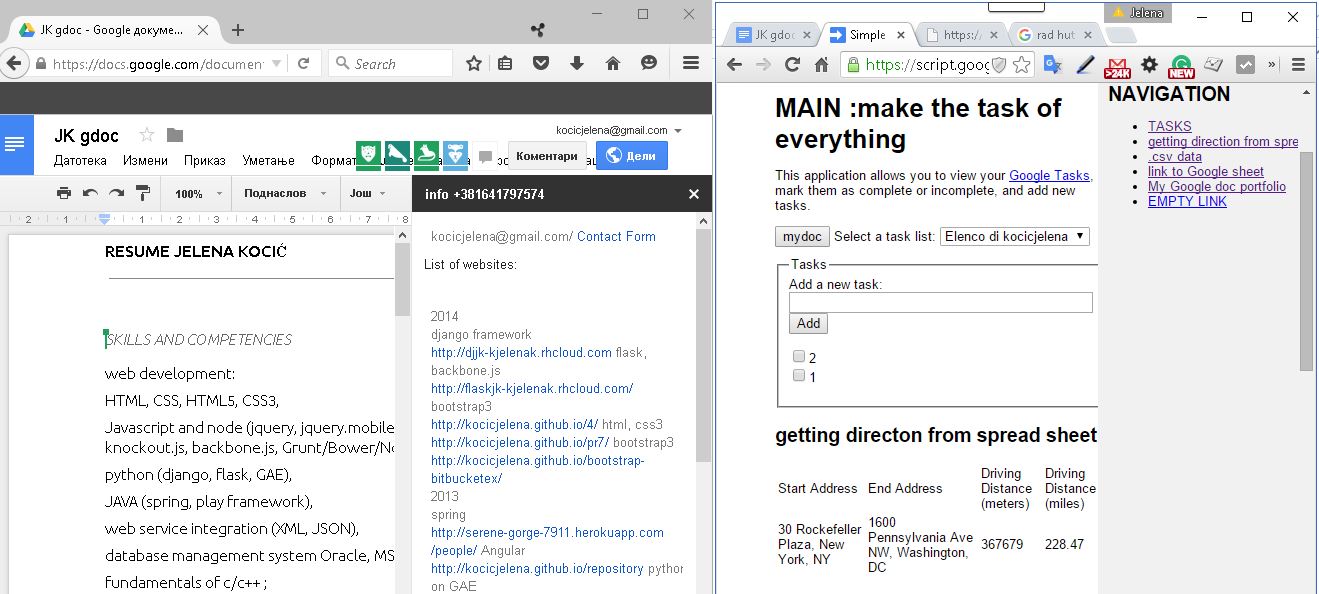 JK gdoc - Google докуме...
https://docs.google.com/documen
Search
JK gdoc
kocicjelena@gmail.com
Датотека Измени Приказ Уметање Формат
Коментари
Дели
100% Поднаслов Још
info +381641797574
2 1 1 2 3 4 5 6 7 8
RESUME JELENA KOCIĆ
SKILLS AND COMPETENCIES
web development:
HTML, CSS, HTML5, CSS3,
Javascript and node (jquery, jquery.mobile
knockout.js, backbone.js, Grunt/Bower/No
python (django, flask, GAE),
JAVA (spring, play framework),
web service integration (XML, JSON),
database management system Oracle, MS
fundamentals of c/c++ ;
kocicjelena@gmail.com/ Contact Form
List of websites:
2014
django framework
http://djjk-kjelenak.rhcloud.com flask,
backbone.js
http://flaskjk-kjelenak.rhcloud.com/
bootstrap3
http://kocicjelena.github.io/4/ html, css3
http://kocicjelena.github.io/pr7/ bootstrap3
http://kocicjelena.github.io/bootstrap-
bitbucketex/
2013
spring
http://serene-gorge-7911.herokuapp.com
/people/ Angular
http://kocicjelena.github.io/repository python
on GAE
Jelena
JK gdoc
Simple
https:/
rad hut
https://script.goog
>24K
NEW
MAIN :make the task of
everything
This application allows you to view your Google Tasks,
mark them as complete or incomplete, and add new
tasks.
mydoc Select a task list: Elenco di kocicjelena
Tasks
Add a new task:
Add
2
1
getting directon from spread sheet
Start Address End Address Driving Distance (meters) Driving Distance (miles)
30 Rockefeller Plaza, New York, NY 1600 Pennsylvania Ave NW, Washington, DC 367679 228.47
NAVIGATION
TASKS
getting direction from spre
.csv data
link to Google sheet
My Google doc portfolio
EMPTY LINK